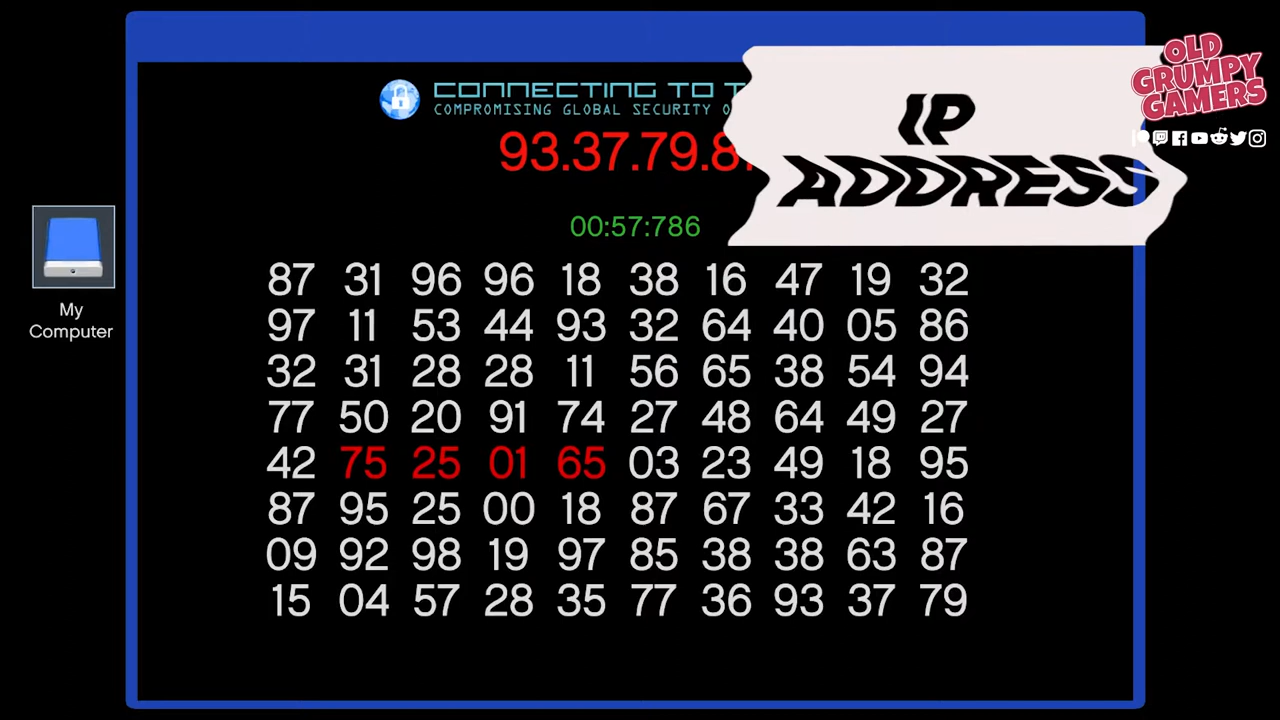 CONNECTING TO
COMPROMISING GLOBAL SECURITY
93.37.79.8
IP
ADDRESS
OLD
GRUMPY
GAMERS
00:57:786
87 31 96 96 18 38 16 47 19 32
97 11 53 44 93 32 64 40 05 86
32 31 28 28 11 56 65 38 54 94
77 50 20 91 74 27 48 64 49 27
42 75 25 01 65 03 23 49 18 95
87 95 25 00 18 87 67 33 42 16
09 92 98 19 97 85 38 38 63 87
15 04 57 28 35 77 36 93 37 79
My
Computer